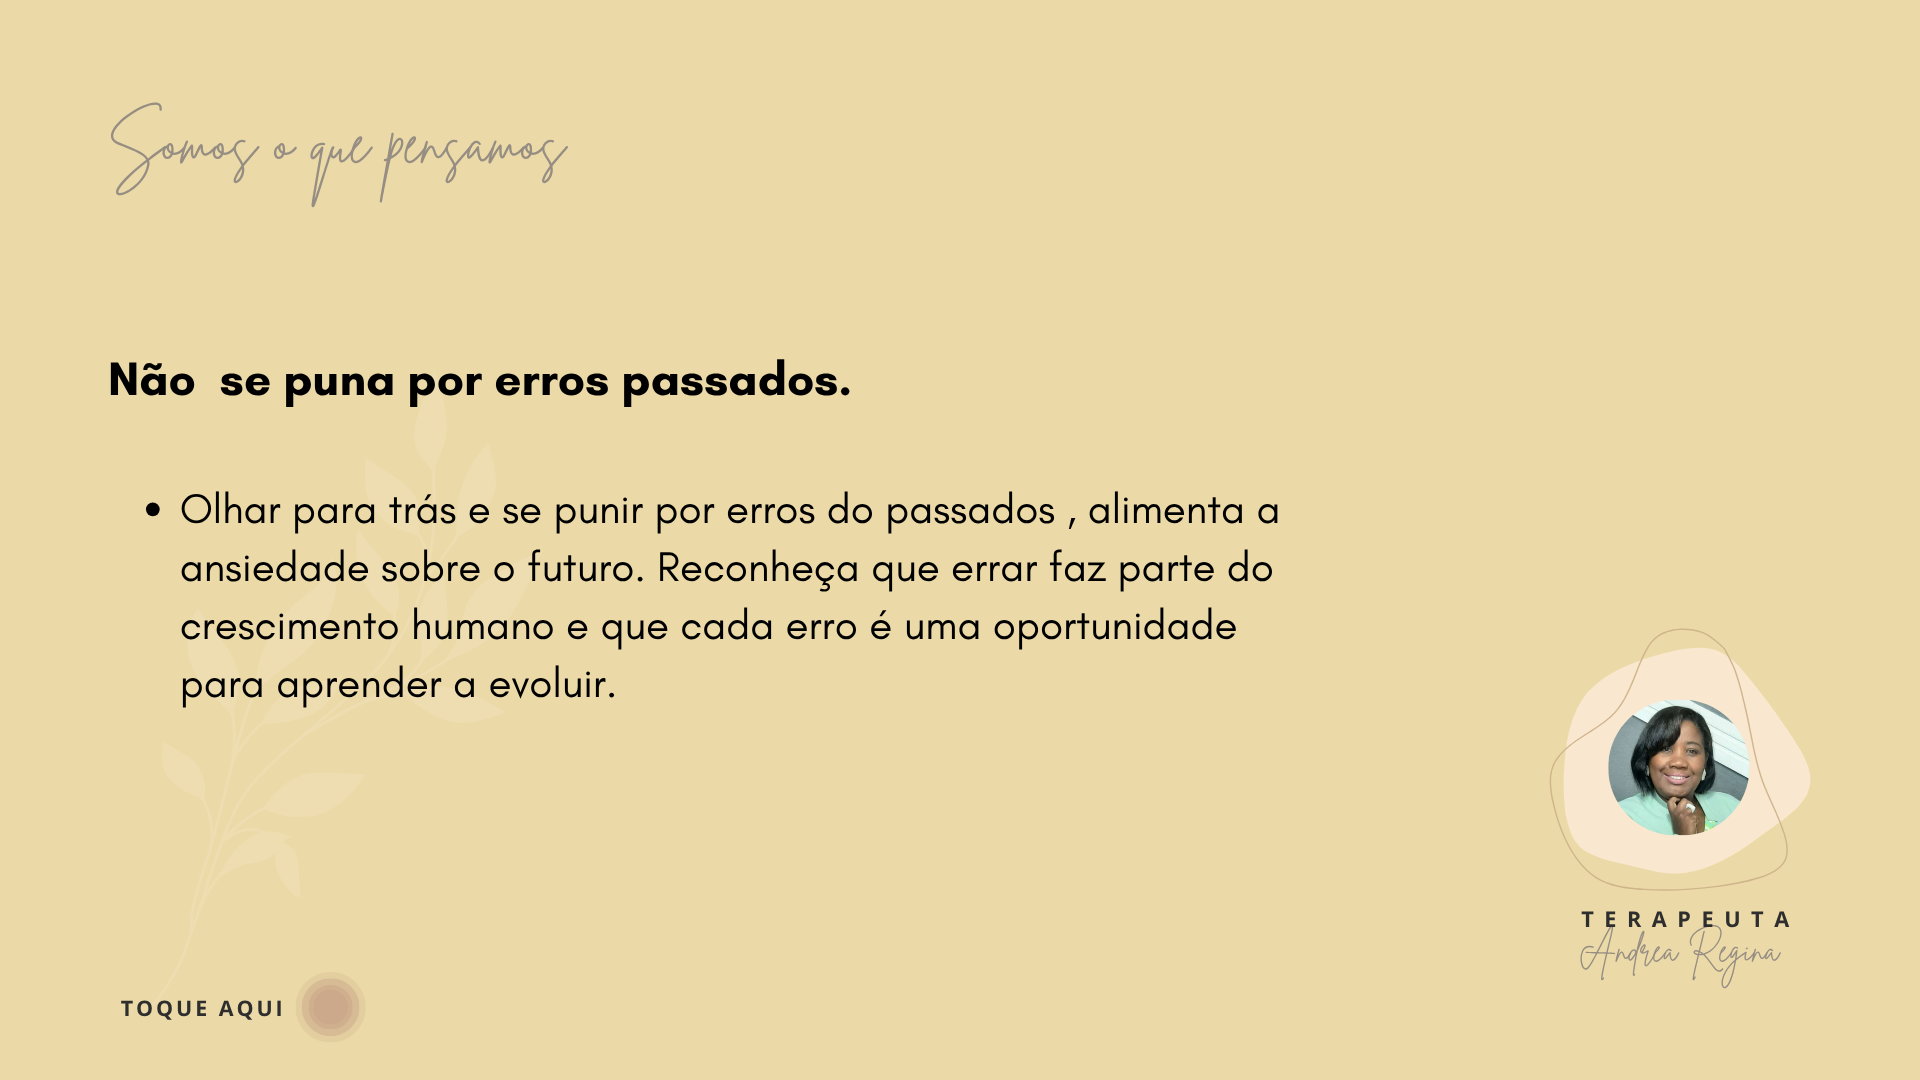 Somos o que pensamos
Não  se puna por erros passados.
• Olhar para trás e se punir por erros do passados , alimenta a
ansiedade sobre o futuro. Reconheça que errar faz parte do
crescimento humano e que cada erro é uma oportunidade
para aprender a evoluir.
TERAPEUTA
Andrea Regina
TOQUE AQUI